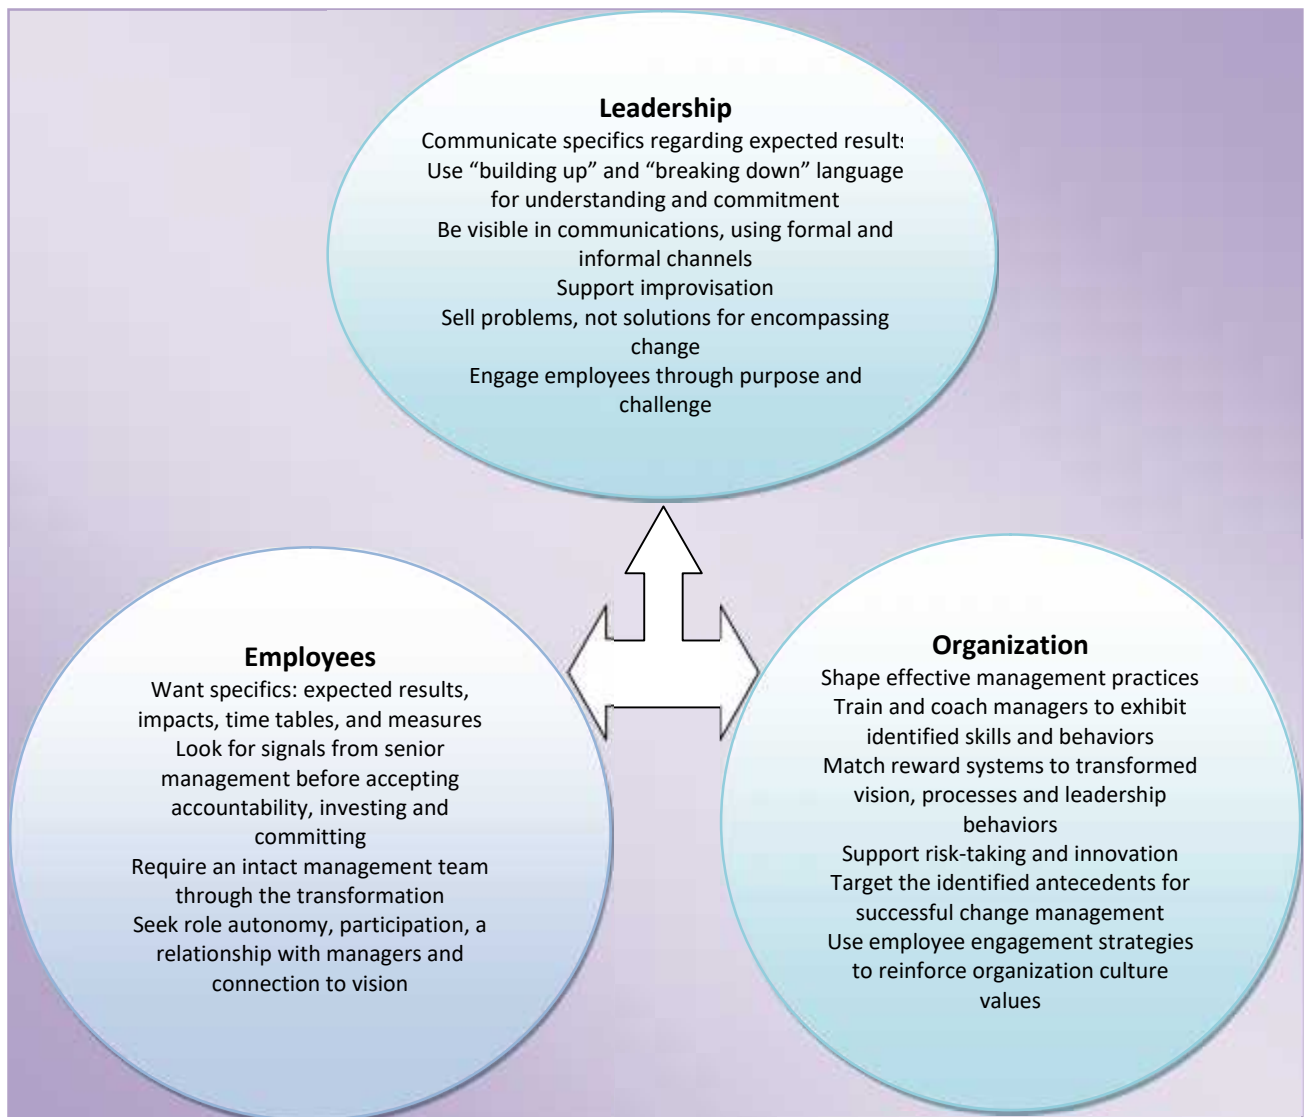 Leadership
Communicate specifics regarding expected results
Use “building up” and “breaking down” language
for understanding and commitment
Be visible in communications, using formal and
informal channels
Support improvisation
Sell problems, not solutions for encompassing
change
Engage employees through purpose and
challenge
Employees
Want specifics: expected results,
impacts, time tables, and measures
Look for signals from senior
management before accepting
accountability, investing and
committing
Require an intact management team
through the transformation
Seek role autonomy, participation, a
relationship with managers and
connection to vision
Organization
Shape effective management practices
Train and coach managers to exhibit
identified skills and behaviors
Match reward systems to transformed
vision, processes and leadership
behaviors
Support risk-taking and innovation
Target the identified antecedents for
successful change management
Use employee engagement strategies
to reinforce organization culture
values